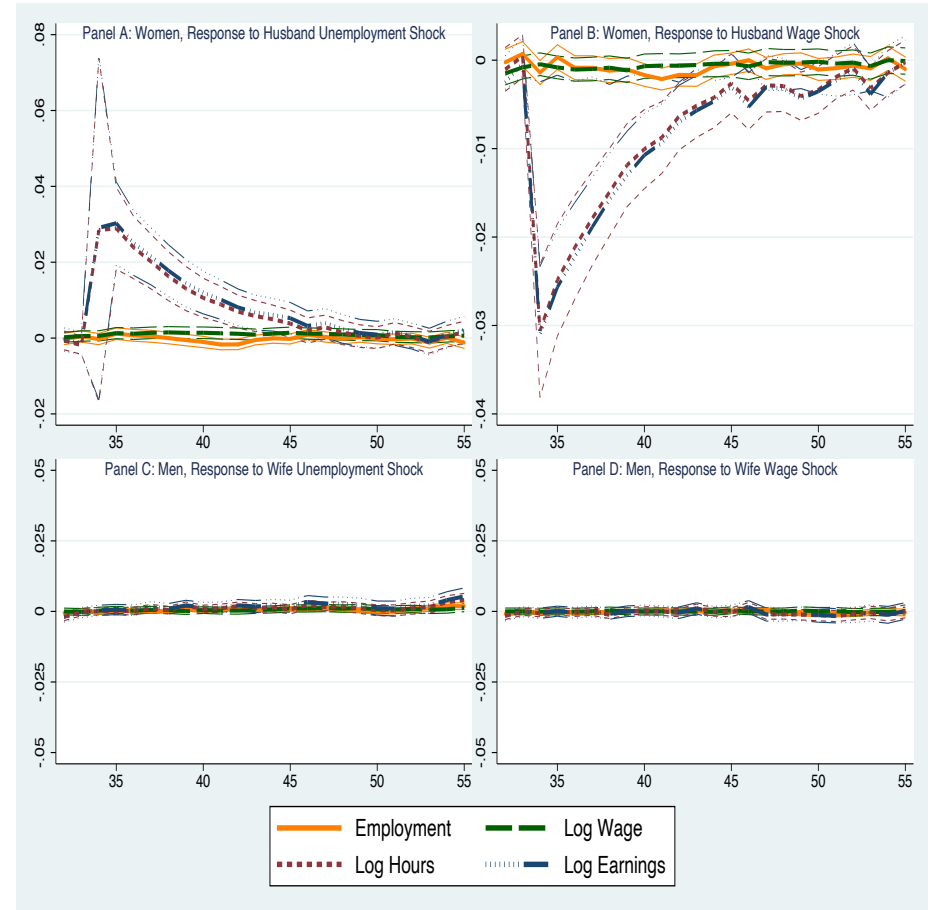 Panel A: Women, Response to Husband Unemployment Shock
.08
.06
.04
.02
0
-.02
35 40 45 50 55
Panel B: Women, Response to Husband Wage Shock
0
-.01
-.02
-.03
-.04
35 40 45 50 55
Panel C: Men, Response to Wife Unemployment Shock
.05
.025
0
-.025
-.05
35 40 45 50 55
Panel D: Men, Response to Wife Wage Shock
.05
.025
0
-.025
-.05
35 40 45 50 55
Employment
Log Wage
Log Hours
Log Earnings